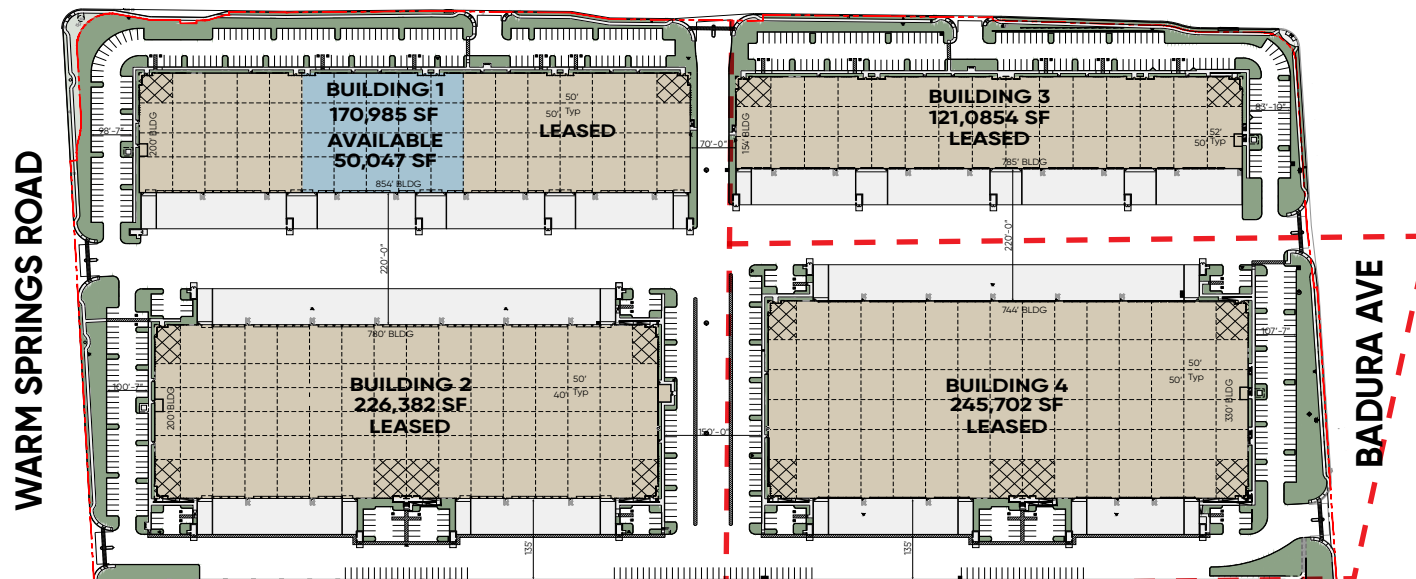 WARM SPRINGS ROAD
BUILDING 1
170,985 SF
AVAILABLE
50,047 SF
LEASED
50'
50' Typ
200' BLDG
854' BLDG
98'-7"
70'-0"
BUILDING 3
121,0854 SF
LEASED
154' BLDG
785' BLDG
52'
50' Typ
83'-10"
220'-0"
220'-0"
BUILDING 2
226,382 SF
LEASED
780' BLDG
200' BLDG
50'
40' Typ
100'-7"
150'-0"
135'
BUILDING 4
245,702 SF
LEASED
744' BLDG
330' BLDG
50'
50' Typ
107'-7"
135'
BADURA AVE